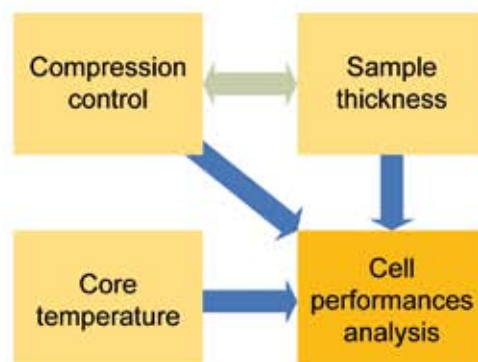 Compression
control
Sample
thickness
Core
temperature
Cell
performances
analysis